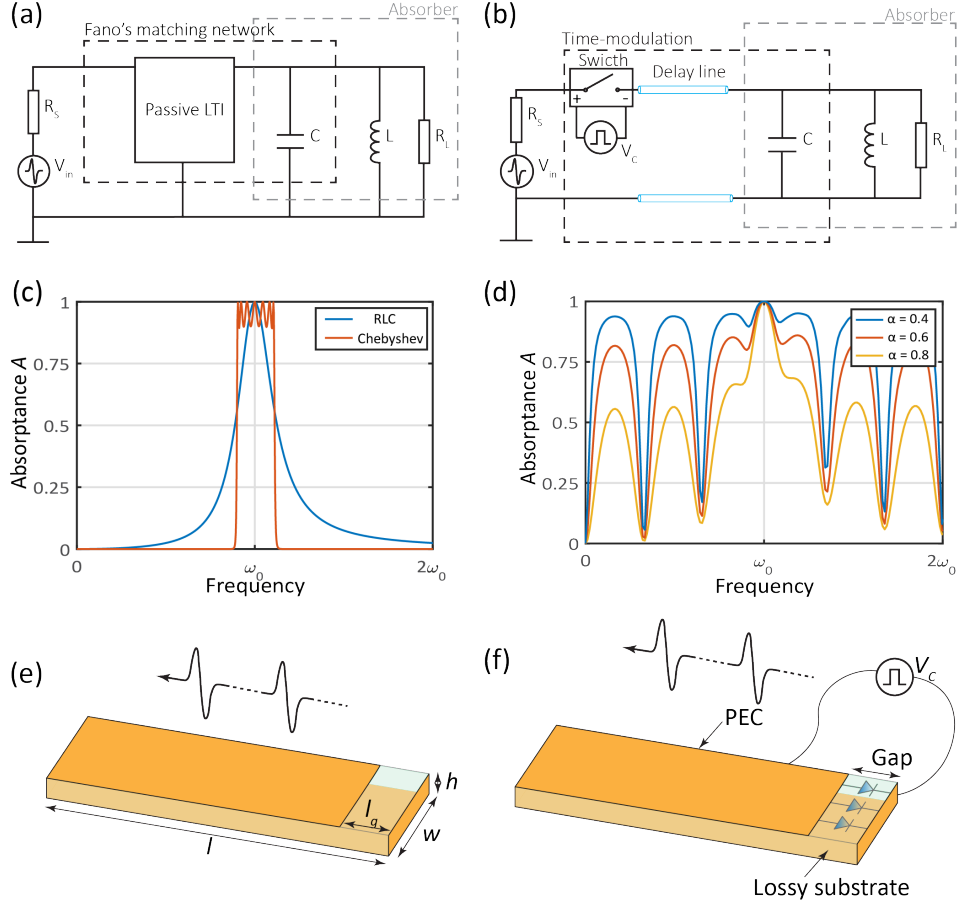 (a)
Absorber
Fano's matching network
R_S
Passive LTI
C
L
R_L
V_in
(b)
Absorber
Time-modulation
Swicth
Delay line
+ -
R_S
V_C
C
L
R_L
V_in
(c)
1
0.75
0.5
0.25
0
Absorptance A
RLC
Chebyshev
0
ω_0
2ω_0
Frequency
(d)
1
0.75
0.5
0.25
0
Absorptance A
α = 0.4
α = 0.6
α = 0.8
0
ω_0
2ω_0
Frequency
(e)
h
l_g
w
l
(f)
V_C
PEC
Gap
Lossy substrate